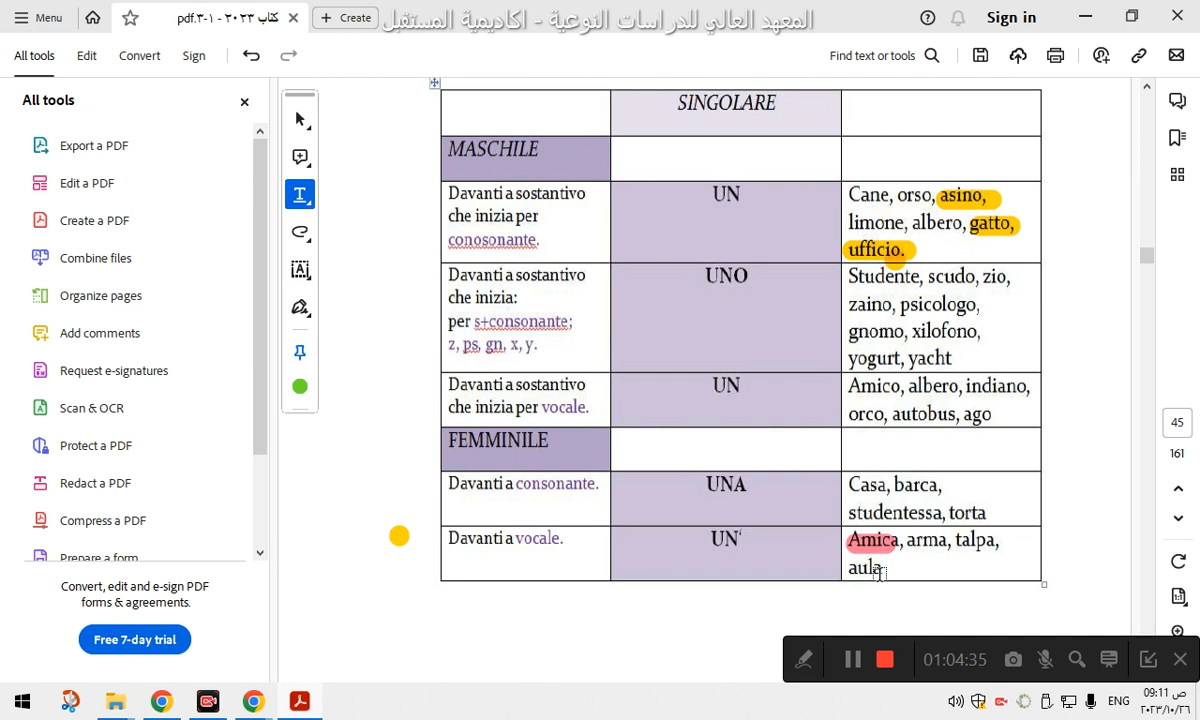 Menu
كتاب ٢٠٢٣ - ١-٣.pdf
Create
المعهد العالي للدراسات النوعية - اكاديمية المستقبل
Sign in
All tools
Edit
Convert
Sign
Find text or tools
All tools
Export a PDF
Edit a PDF
Create a PDF
Combine files
Organize pages
Add comments
Request e-signatures
Scan & OCR
Protect a PDF
Redact a PDF
Compress a PDF
Prepare a form
Convert, edit and e-sign PDF
forms & agreements.
Free 7-day trial
SINGOLARE
MASCHILE
Davanti a sostantivo
che inizia per
conosonante.
UN
Cane, orso, asino,
limone, albero, gatto,
ufficio.
Davanti a sostantivo
che inizia:
per s+consonante;
z, ps, gn, x, y.
UNO
Studente, scudo, zio,
zaino, psicologo,
gnomo, xilofono,
yogurt, yacht
Davanti a sostantivo
che inizia per vocale.
UN
Amico, albero, indiano,
orco, autobus, ago
FEMMINILE
Davanti a consonante.
UNA
Casa, barca,
studentessa, torta
Davanti a vocale.
UN'
Amica, arma, talpa,
aula
45
161
01:04:35
ENG
09:11 ص
٢٠٢٣/١٠/٢٦